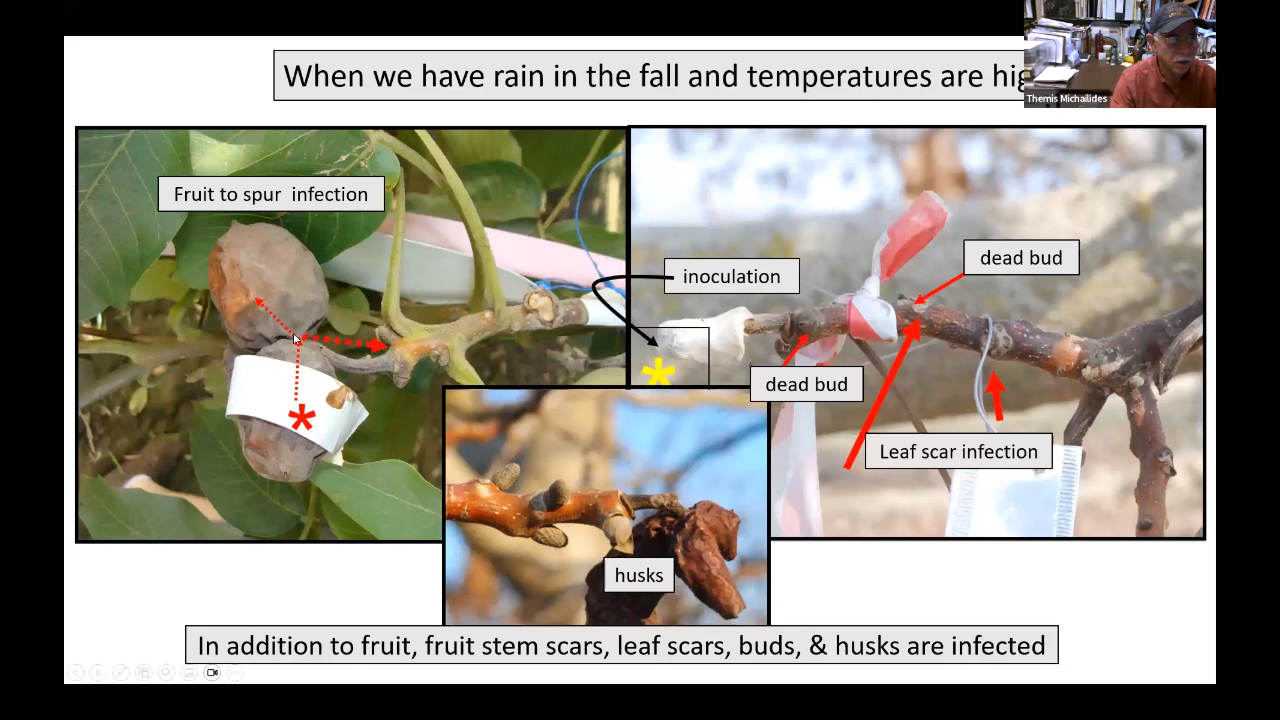 When we have rain in the fall and temperatures are
Themis Michailides
Fruit to spur infection
inoculation
dead bud
dead bud
Leaf scar infection
husks
In addition to fruit, fruit stem scars, leaf scars, buds, & husks are infected